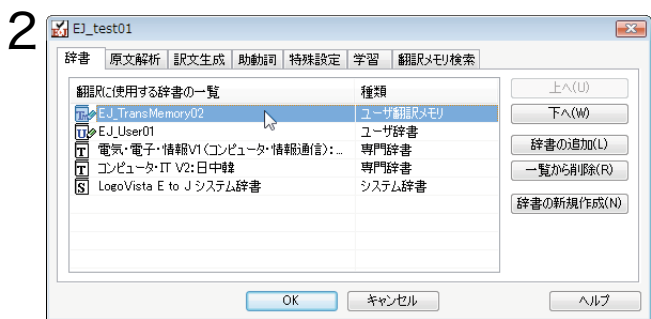 2
EJ_test01
辞書 原文解析 訳文生成 助動詞 特殊設定 学習 翻訳メモリ検索
翻訳に使用する辞書の一覧 種類
EJ_TransMemory02 ユーザ翻訳メモリ
EJ_User01 ユーザ辞書
電気・電子・情報V1(コンピュータ・情報通信):... 専門辞書
コンピュータ・IT V2:日中韓 専門辞書
LogoVista E to J システム辞書 システム辞書
上へ(U)
下へ(W)
辞書の追加(L)
一覧から削除(R)
辞書の新規作成(N)
OK キャンセル ヘルプ